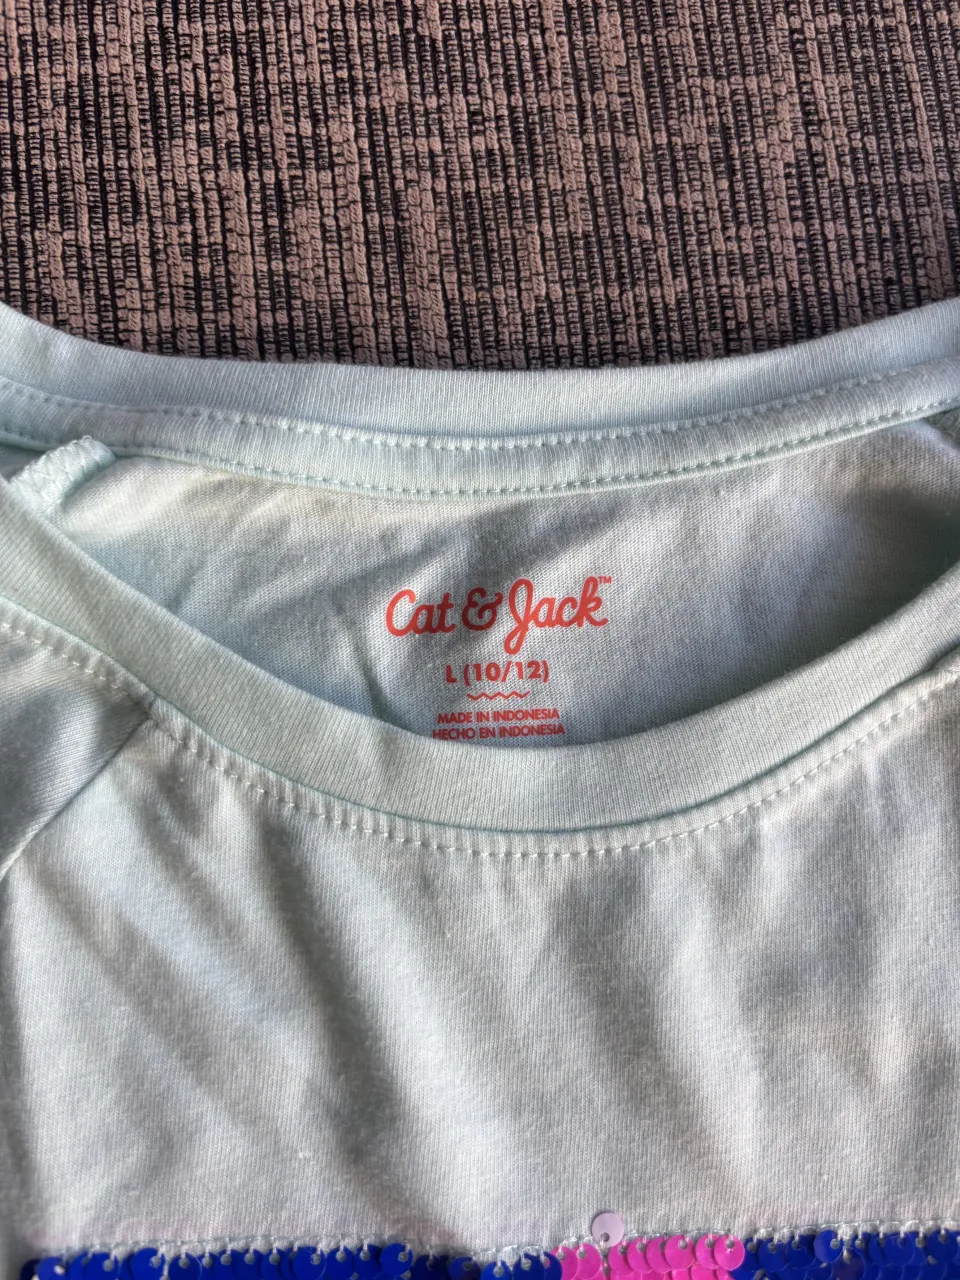 Cat & Jack™
L (10/12)
MADE IN INDONESIA
HECHO EN INDONESIA